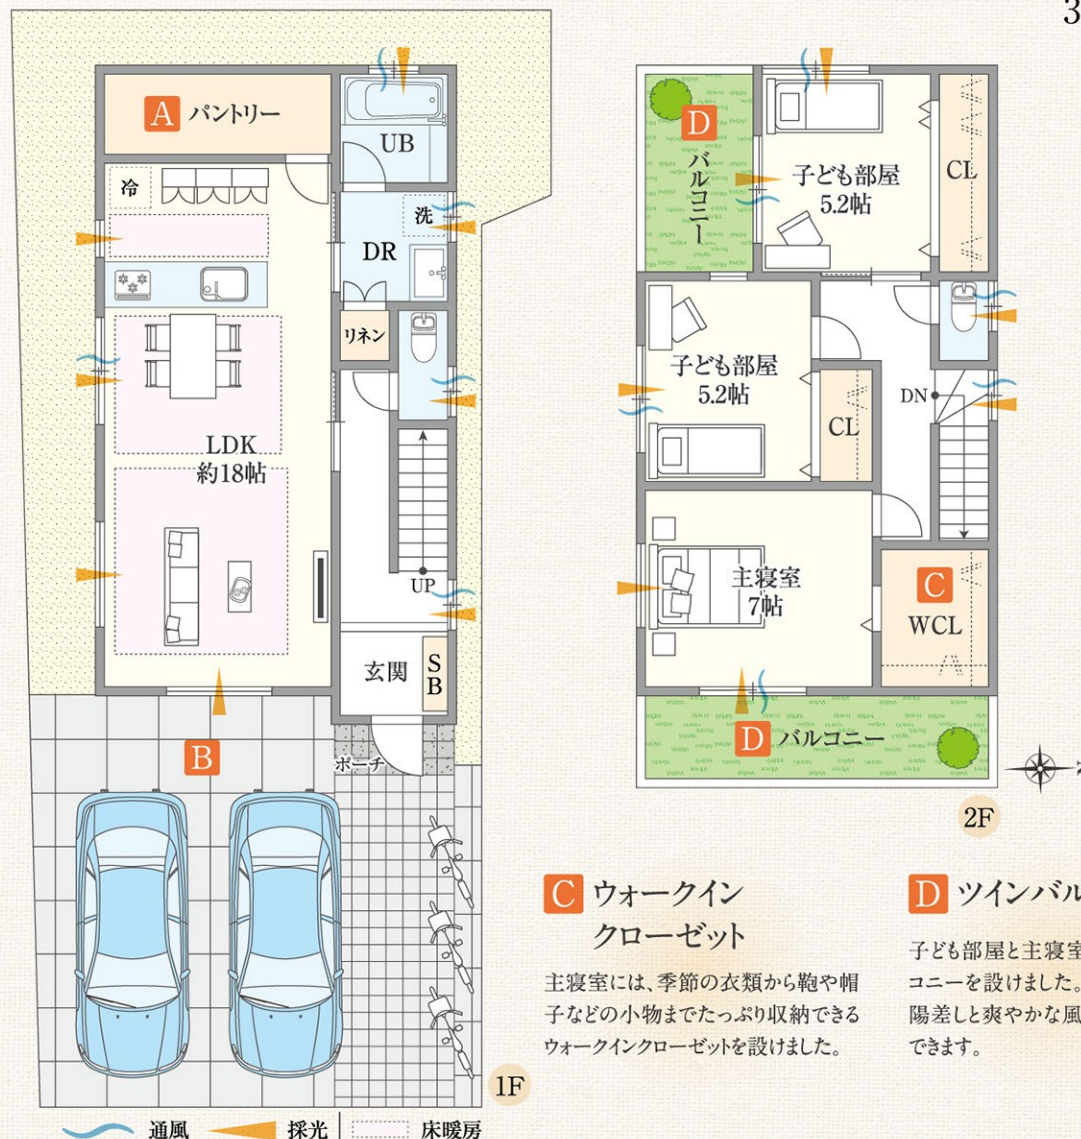 3
A パントリー
UB
冷
洗
DR
リネン
LDK
約18帖
UP
玄関
SB
B
ポーチ
1F
通風
採光
床暖房
D
バルコニー
子ども部屋
5.2帖
CL
子ども部屋
5.2帖
CL
DN
主寝室
7帖
C
WCL
D バルコニー
2F
C ウォークイン
クローゼット
主寝室には、季節の衣類から鞄や帽
子などの小物までたっぷり収納できる
ウォークインクローゼットを設けました。
D ツインバル
子ども部屋と主寝室
コニーを設けました。
陽差しと爽やかな風
できます。